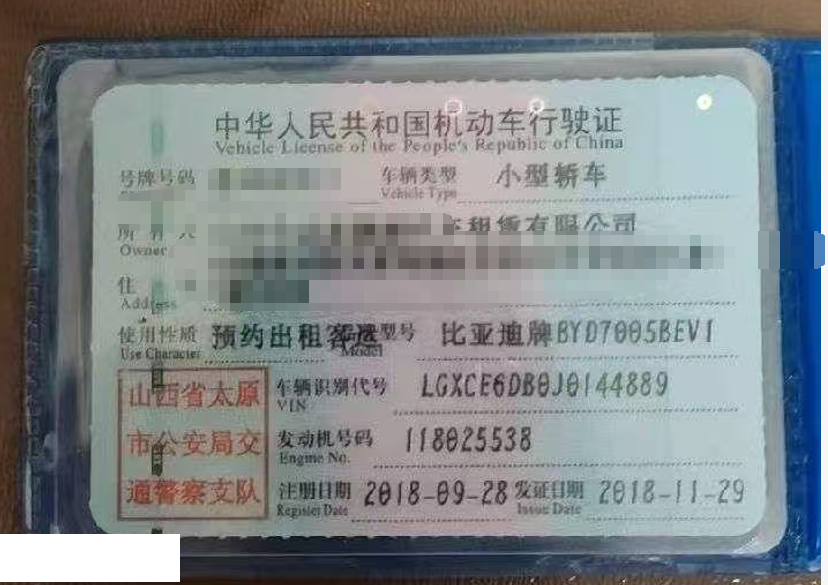 中华人民共和国机动车行驶证
Vehicle License of the People's Republic of China
号牌号码 车辆类型 小型轿车
Vehicle Type
所有人 租赁有限公司
Owner
住
Address
使用性质 预约出租客运 品牌型号 比亚迪牌BYD7005BEV1
Use Character Model
山西省太原
市公安局交
通警察支队
车辆识别代号 LGXCE6DB0J0144889
VIN
发动机号码 118025538
Engine No.
注册日期 2018-09-28 发证日期 2018-11-29
Register Date Issue Date